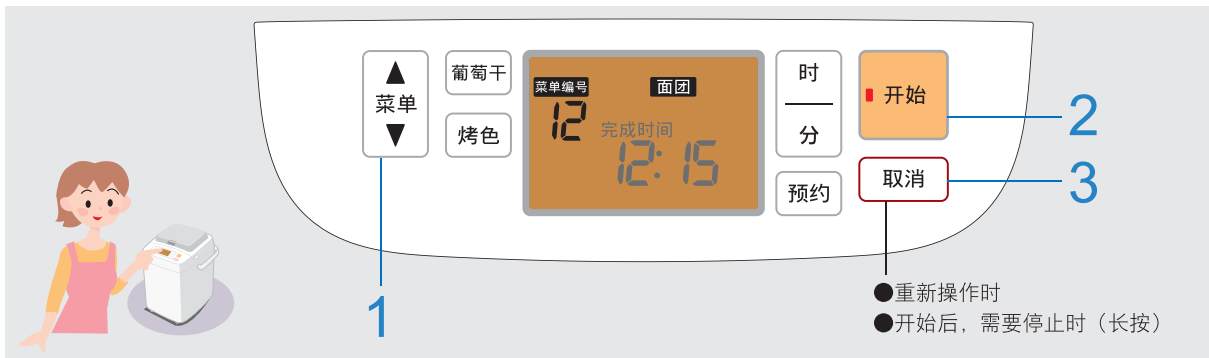 ▲
菜单
▼
葡萄干
烤色
菜单编号
面团
12
完成时间
12:15
时
分
预约
开始
取消
1
2
3
●重新操作时
●开始后，需要停止时（长按）